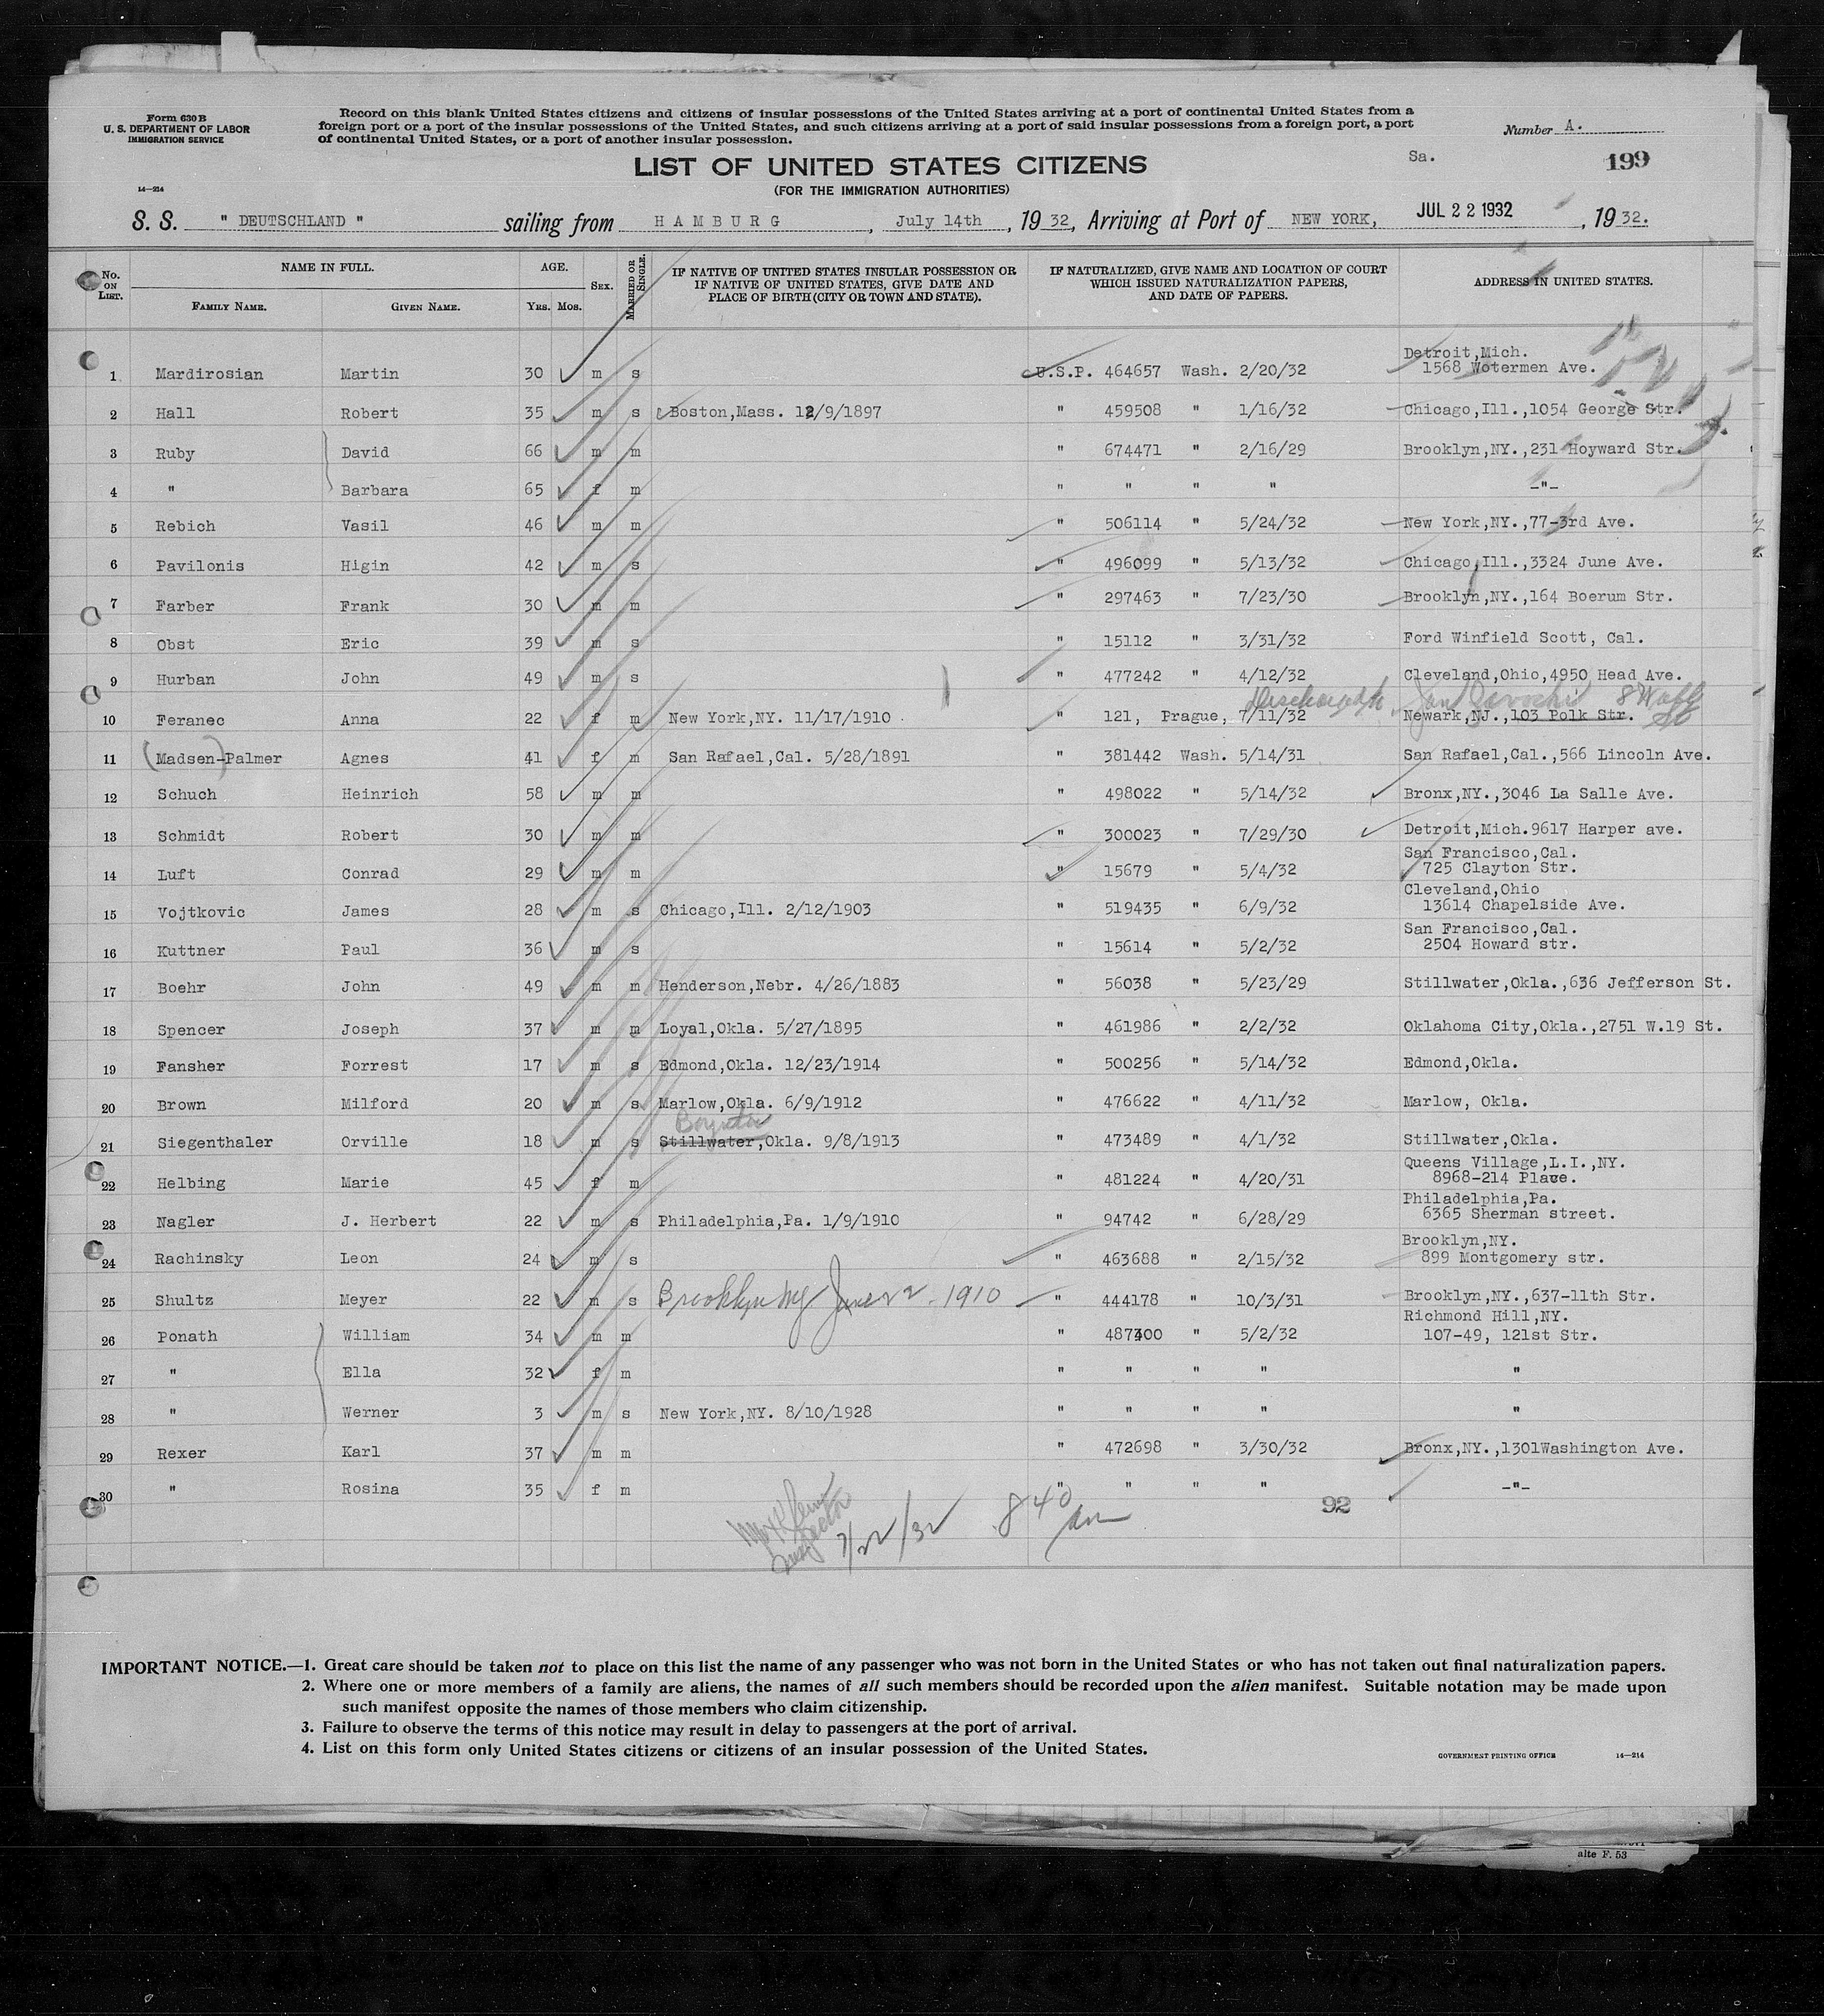 Form 630 B
U. S. DEPARTMENT OF LABOR
IMMIGRATION SERVICE
Record on this blank United States citizens and citizens of insular possessions of the United States arriving at a port of continental United States from a
foreign port or a port of the insular possessions of the United States, and such citizens arriving at a port of said insular possessions from a foreign port, a port
of continental United States, or a port of another insular possession.
Number A.
Sa.
199
LIST OF UNITED STATES CITIZENS
(FOR THE IMMIGRATION AUTHORITIES)
14—214
S. S. " DEUTSCHLAND " sailing from HAMBURG, July 14th, 1932, Arriving at Port of NEW YORK, JUL 22 1932, 1932.
No. ON LIST. NAME IN FULL. AGE. SEX. MARRIED OR SINGLE. IF NATIVE OF UNITED STATES INSULAR POSSESSION OR IF NATIVE OF UNITED STATES, GIVE DATE AND PLACE OF BIRTH (CITY OR TOWN AND STATE). IF NATURALIZED, GIVE NAME AND LOCATION OF COURT WHICH ISSUED NATURALIZATION PAPERS, AND DATE OF PAPERS. ADDRESS IN UNITED STATES.
FAMILY NAME. GIVEN NAME. YRS. MOS.
1 Mardirosian Martin 30 m s U.S.P. 464657 Wash. 2/20/32 Detroit,Mich. 1568 Wotermen Ave.
2 Hall Robert 35 m s Boston,Mass. 12/9/1897 " 459508 " 1/16/32 Chicago,Ill.,1054 George Str.
3 Ruby David 66 m m " 674471 " 2/16/29 Brooklyn,NY.,231 Hoyward Str.
4 " Barbara 65 f m " " " " -"-
5 Rebich Vasil 46 m m " 506114 " 5/24/32 New York,NY.,77-3rd Ave.
6 Pavilonis Higin 42 m s " 496099 " 5/13/32 Chicago,Ill.,3324 June Ave.
7 Farber Frank 30 m m " 297463 " 7/23/30 Brooklyn,NY.,164 Boerum Str.
8 Obst Eric 39 m s " 15112 " 3/31/32 Ford Winfield Scott, Cal.
9 Hurban John 49 m s " 477242 " 4/12/32 Cleveland,Ohio,4950 Head Ave.
10 Feranec Anna 22 f m New York,NY. 11/17/1910 " 121, Prague, 7/11/32 Newark,NJ.,103 Polk Str.
11 (Madsen-)Palmer Agnes 41 f m San Rafael,Cal. 5/28/1891 " 381442 Wash. 5/14/31 San Rafael,Cal.,566 Lincoln Ave.
12 Schuch Heinrich 58 m m " 498022 " 5/14/32 Bronx,NY.,3046 La Salle Ave.
13 Schmidt Robert 30 m m " 300023 " 7/29/30 Detroit,Mich.9617 Harper ave.
14 Luft Conrad 29 m m " 15679 " 5/4/32 San Francisco,Cal. 725 Clayton Str.
15 Vojtkovic James 28 m s Chicago,Ill. 2/12/1903 " 519435 " 6/9/32 Cleveland,Ohio 13614 Chapelside Ave.
16 Kuttner Paul 36 m s " 15614 " 5/2/32 San Francisco,Cal. 2504 Howard str.
17 Boehr John 49 m m Henderson,Nebr. 4/26/1883 " 56038 " 5/23/29 Stillwater,Okla.,636 Jefferson St.
18 Spencer Joseph 37 m m Loyal,Okla. 5/27/1895 " 461986 " 2/2/32 Oklahoma City,Okla.,2751 W.19 St.
19 Fansher Forrest 17 m s Edmond,Okla. 12/23/1914 " 500256 " 5/14/32 Edmond,Okla.
20 Brown Milford 20 m s Marlow,Okla. 6/9/1912 " 476622 " 4/11/32 Marlow, Okla.
Boynton
21 Siegenthaler Orville 18 m s Stillwater,Okla. 9/8/1913 " 473489 " 4/1/32 Stillwater,Okla.
22 Helbing Marie 45 f m " 481224 " 4/20/31 Queens Village,L.I.,NY. 8968-214 Place.
23 Nagler J. Herbert 22 m s Philadelphia,Pa. 1/9/1910 " 94742 " 6/28/29 Philadelphia,Pa. 6365 Sherman street.
24 Rachinsky Leon 24 m s " 463688 " 2/15/32 Brooklyn,NY. 899 Montgomery str.
25 Shultz Meyer 22 m s Brooklyn NY June 22. 1910 " 444178 " 10/3/31 Brooklyn,NY.,637-11th Str.
26 Ponath William 34 m m " 487300 " 5/2/32 Richmond Hill,NY. 107-49, 121st Str.
27 " Ella 32 f m " " " " "
28 " Werner 3 m s New York,NY. 8/10/1928 " " " " "
29 Rexer Karl 37 m m " 472698 " 3/30/32 Bronx,NY.,1301Washington Ave.
30 " Rosina 35 f m " " " " -"-
92
Inspector 7/22/32 8 40 am
IMPORTANT NOTICE.—1. Great care should be taken not to place on this list the name of any passenger who was not born in the United States or who has not taken out final naturalization papers.
2. Where one or more members of a family are aliens, the names of all such members should be recorded upon the alien manifest. Suitable notation may be made upon
such manifest opposite the names of those members who claim citizenship.
3. Failure to observe the terms of this notice may result in delay to passengers at the port of arrival.
4. List on this form only United States citizens or citizens of an insular possession of the United States.
GOVERNMENT PRINTING OFFICE 14—214
alte F. 53